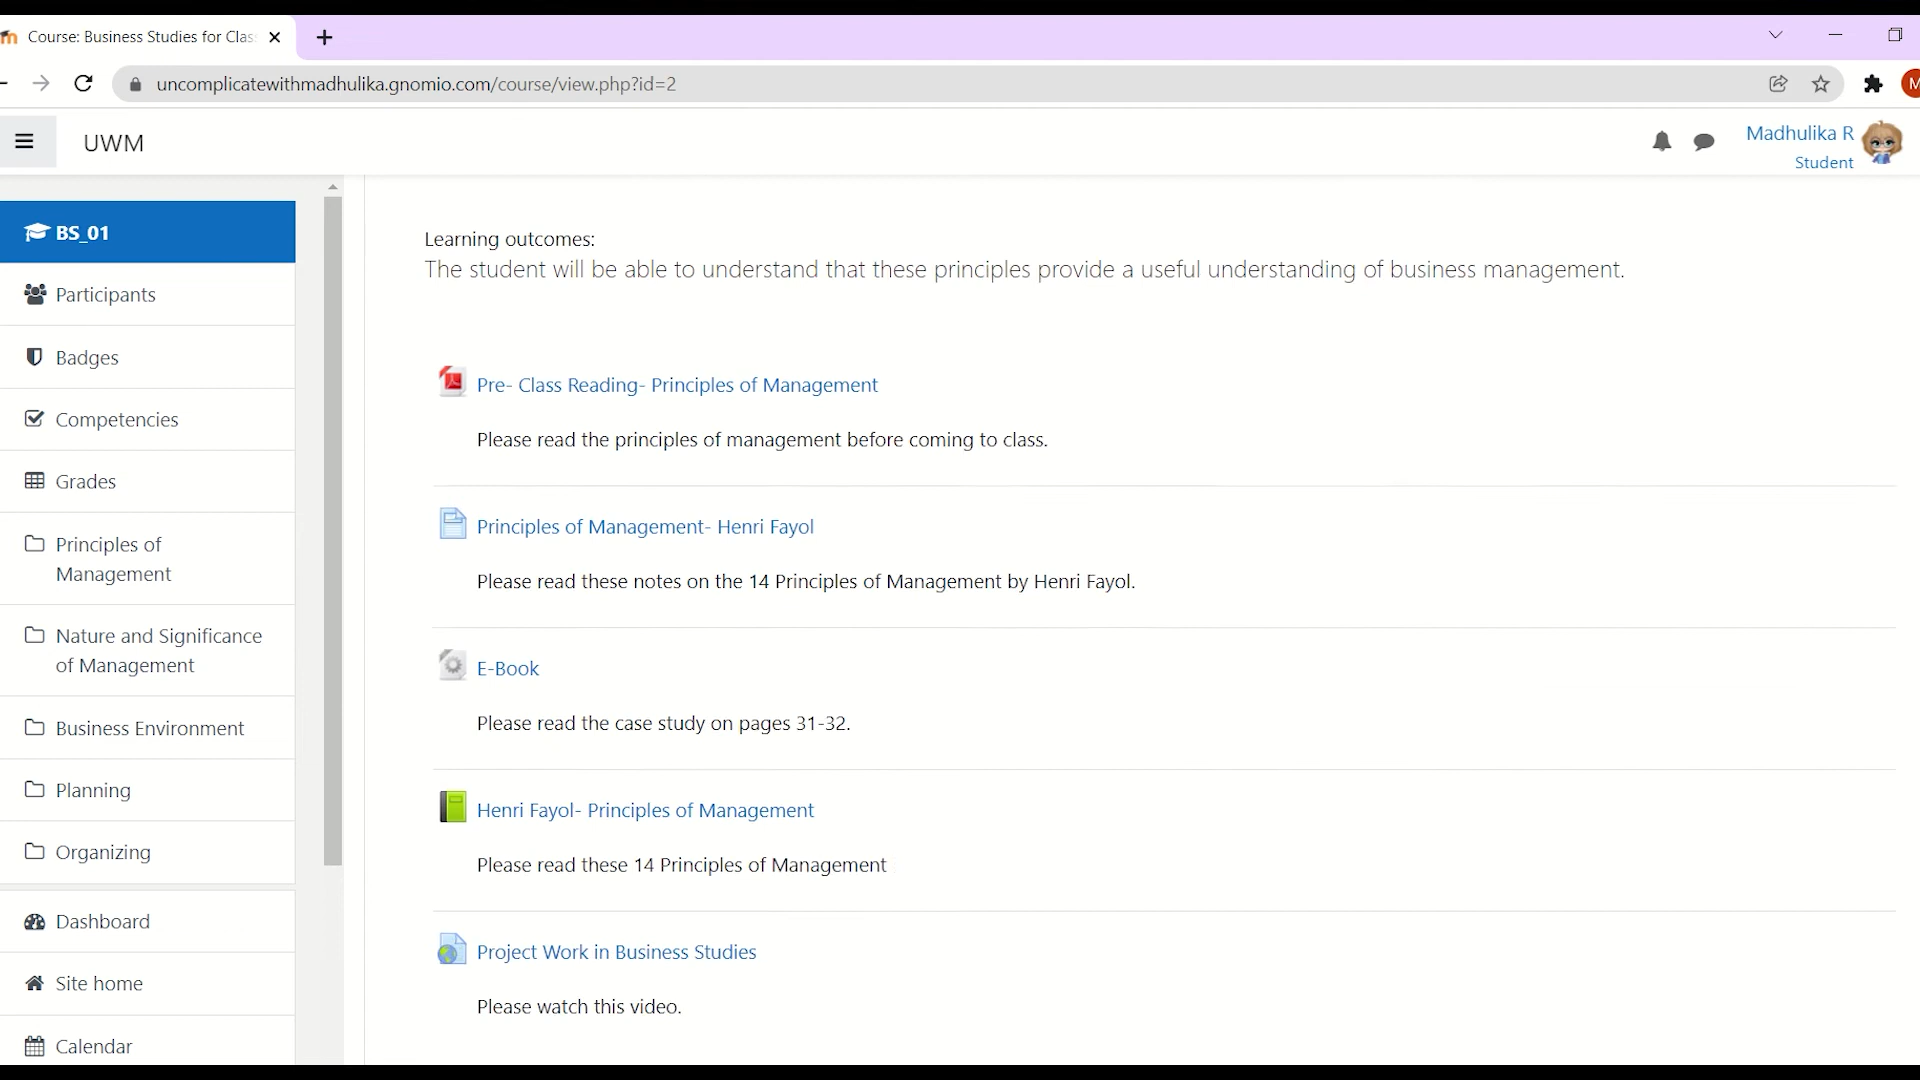 Course: Business Studies for Clas
uncomplicatewithmadhulika.gnomio.com/course/view.php?id=2
M
UWM
Madhulika R
Student
BS_01
Participants
Badges
Competencies
Grades
Principles of
Management
Nature and Significance
of Management
Business Environment
Planning
Organizing
Dashboard
Site home
Calendar
Learning outcomes:
The student will be able to understand that these principles provide a useful understanding of business management.
Pre- Class Reading- Principles of Management
Please read the principles of management before coming to class.
Principles of Management- Henri Fayol
Please read these notes on the 14 Principles of Management by Henri Fayol.
E-Book
Please read the case study on pages 31-32.
Henri Fayol- Principles of Management
Please read these 14 Principles of Management
Project Work in Business Studies
Please watch this video.